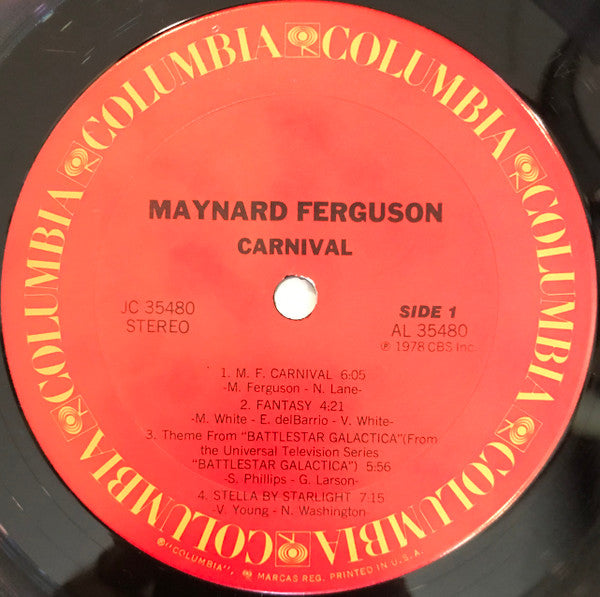 COLUMBIA COLUMBIA COLUMBIA COLUMBIA COLUMBIA COLUMBIA
MAYNARD FERGUSON
CARNIVAL
JC 35480
STEREO
SIDE 1
AL 35480
℗ 1978 CBS Inc.
1. M. F. CARNIVAL 6:05
-M. Ferguson - N. Lane-
2. FANTASY 4:21
-M. White - E. delBarrio - V. White-
3. Theme From "BATTLESTAR GALACTICA"(From
the Universal Television Series
"BATTLESTAR GALACTICA") 5:56
-S. Phillips - G. Larson-
4. STELLA BY STARLIGHT 7:15
-V. Young - N. Washington-
®"COLUMBIA", MARCAS REG. PRINTED IN U.S.A.